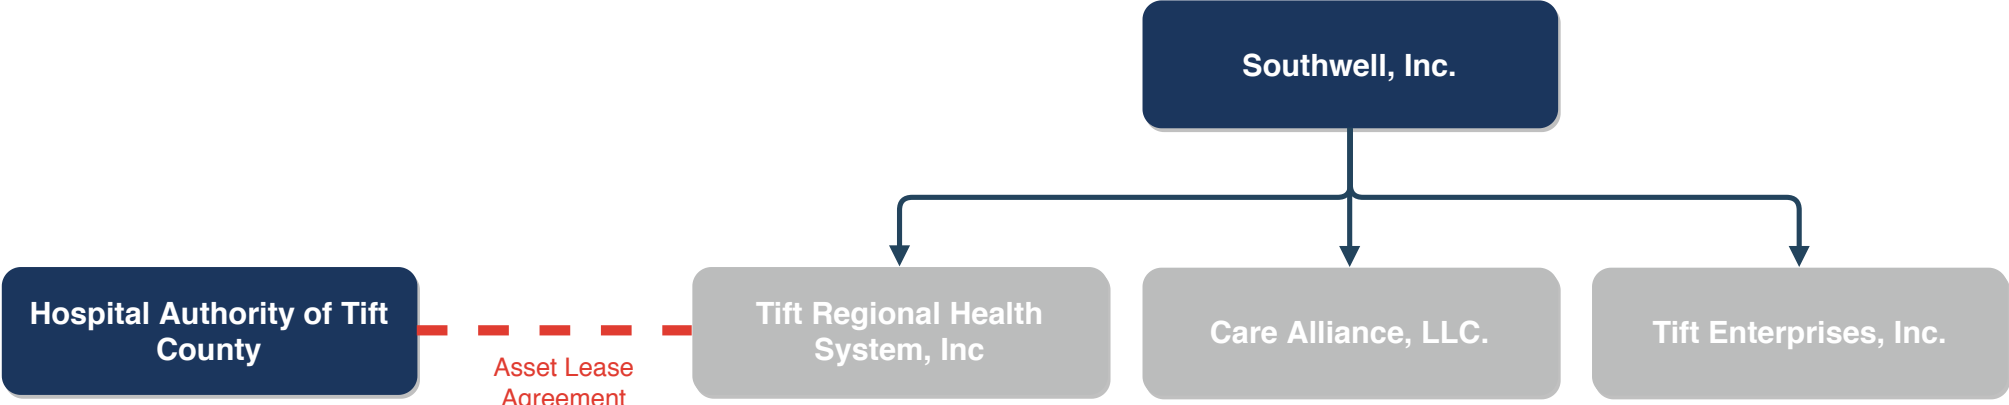 Southwell, Inc.
Hospital Authority of Tift
County
Asset Lease
Agreement
Tift Regional Health
System, Inc
Care Alliance, LLC.
Tift Enterprises, Inc.